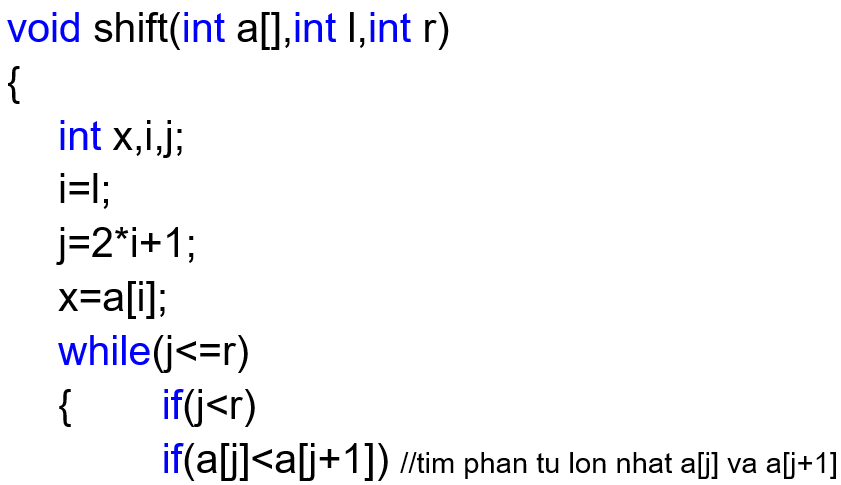 void shift(int a[],int l,int r)
{
int x,i,j;
i=l;
j=2*i+1;
x=a[i];
while(j<=r)
{ if(j<r)
if(a[j]<a[j+1]) //tim phan tu lon nhat a[j] va a[j+1]